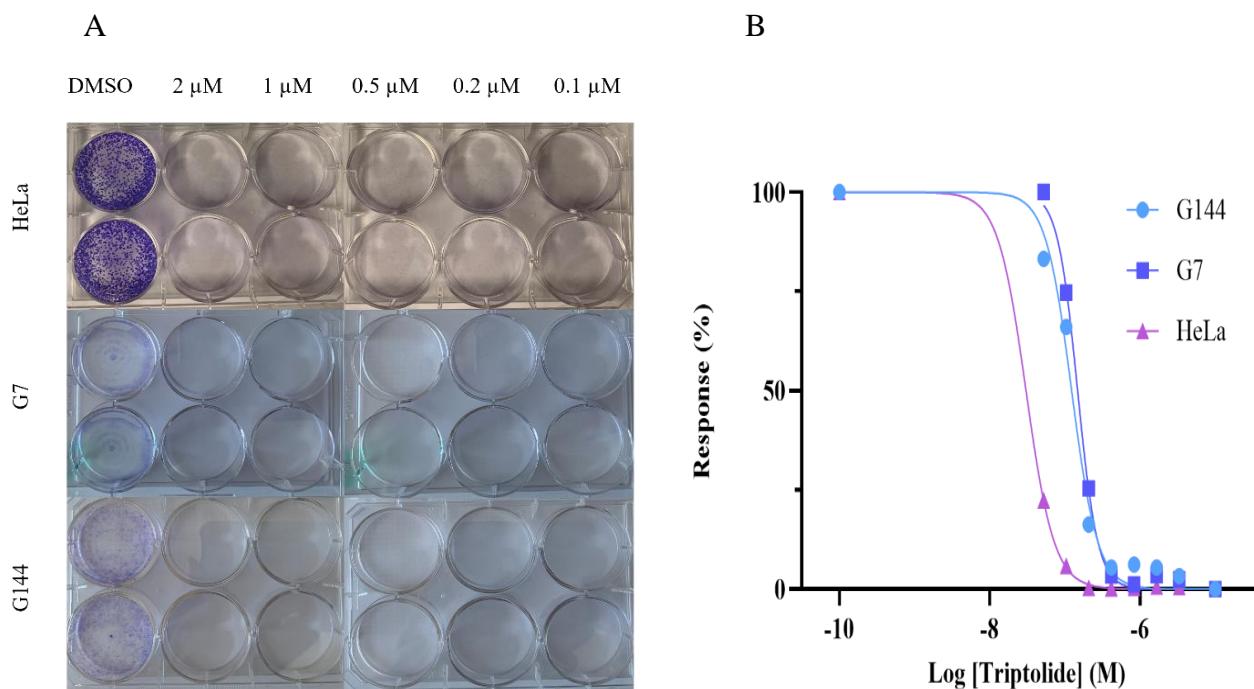 A
B
DMSO 2 µM 1 µM 0.5 µM 0.2 µM 0.1 µM
HeLa
G7
G144
100
50
0
-10 -8 -6
Response (%)
Log [Triptolide] (M)
G144
G7
HeLa